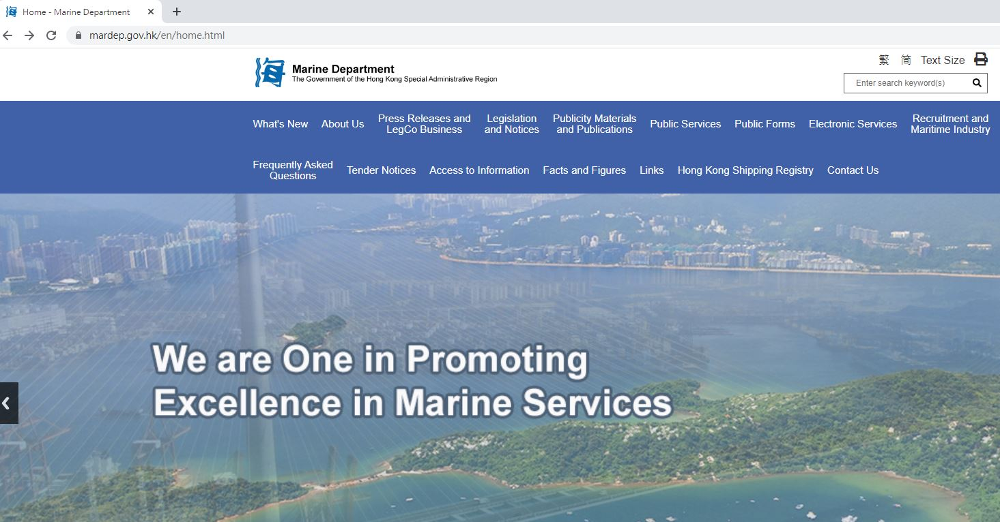 Home - Marine Department
mardep.gov.hk/en/home.html
繁 简 Text Size
Marine Department
The Government of the Hong Kong Special Administrative Region
Enter search keyword(s)
What's New
About Us
Press Releases and
LegCo Business
Legislation
and Notices
Publicity Materials
and Publications
Public Services
Public Forms
Electronic Services
Recruitment and
Maritime Industry
Frequently Asked
Questions
Tender Notices
Access to Information
Facts and Figures
Links
Hong Kong Shipping Registry
Contact Us
We are One in Promoting
Excellence in Marine Services